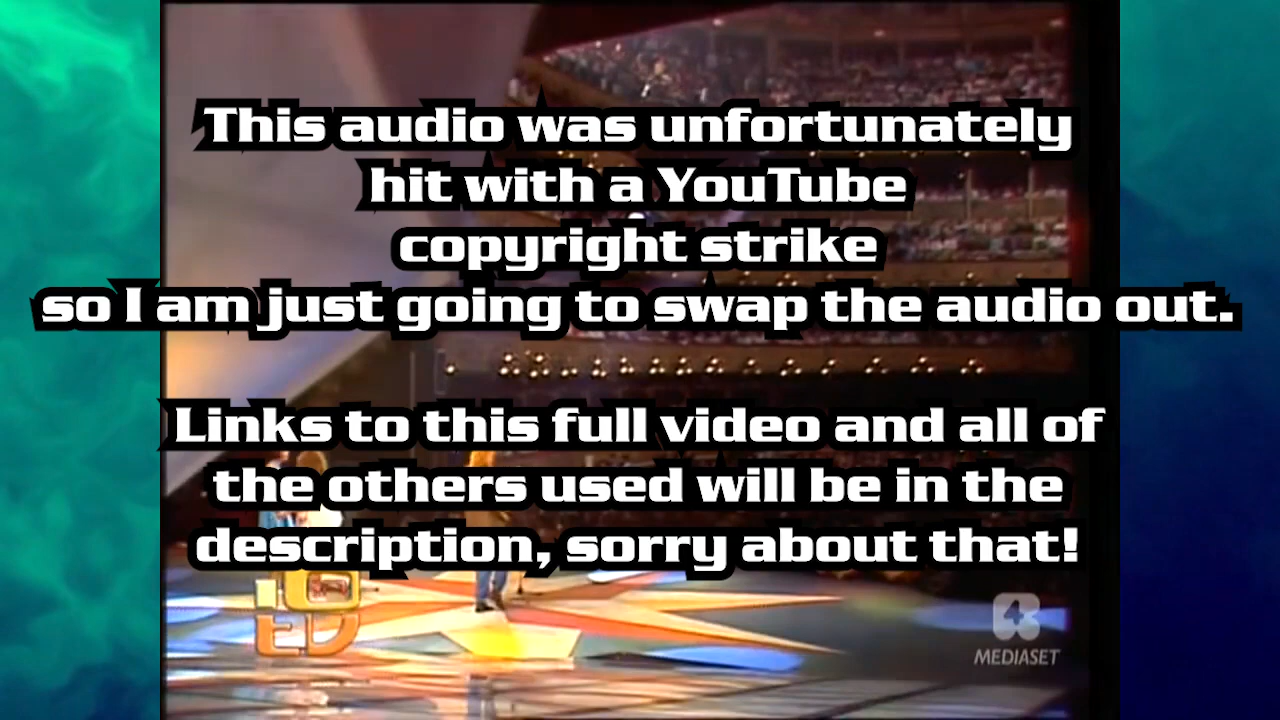 This audio was unfortunately
hit with a YouTube
copyright strike
so I am just going to swap the audio out.
Links to this full video and all of
the others used will be in the
description, sorry about that!
4
MEDIASET